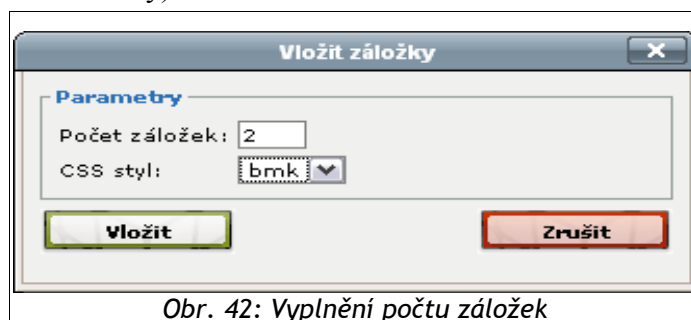 Vložit záložky
Parametry
Počet záložek: 2
CSS styl: bmk
Vložit Zrušit
Obr. 42: Vyplnění počtu záložek